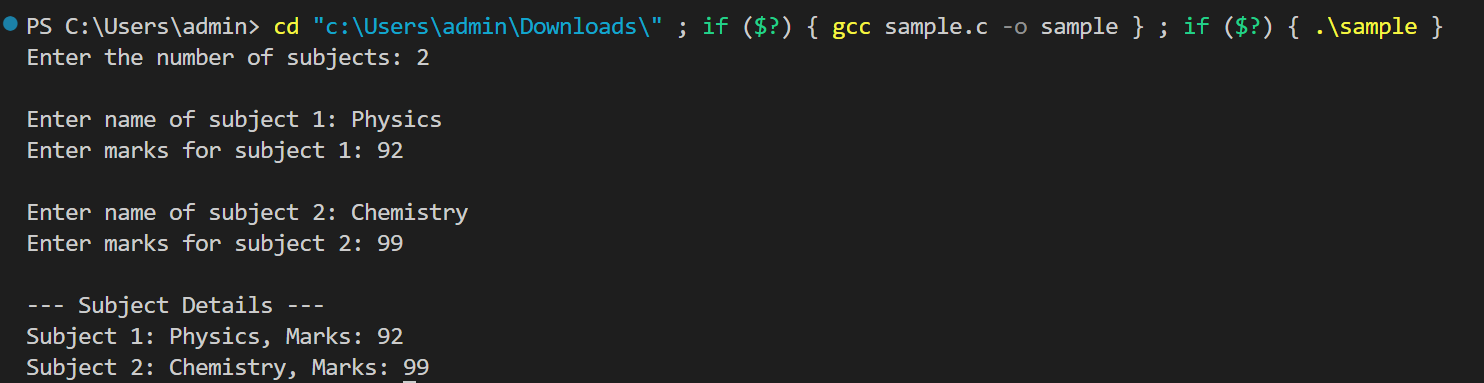 PS C:\Users\admin> cd "c:\Users\admin\Downloads\" ; if ($?) { gcc sample.c -o sample } ; if ($?) { .\sample }
Enter the number of subjects: 2
Enter name of subject 1: Physics
Enter marks for subject 1: 92
Enter name of subject 2: Chemistry
Enter marks for subject 2: 99
--- Subject Details ---
Subject 1: Physics, Marks: 92
Subject 2: Chemistry, Marks: 99